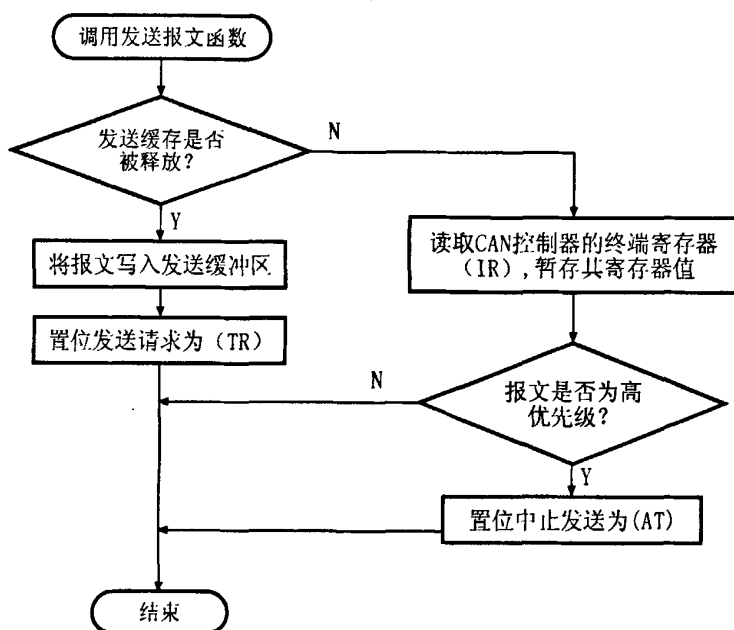 调用发送报文函数
发送缓存是否
被释放?
N
Y
将报文写入发送缓冲区
读取CAN控制器的终端寄存器
(IR),暂存其寄存器值
置位发送请求为(TR)
N
报文是否为高
优先级?
Y
置位中止发送为(AT)
结束